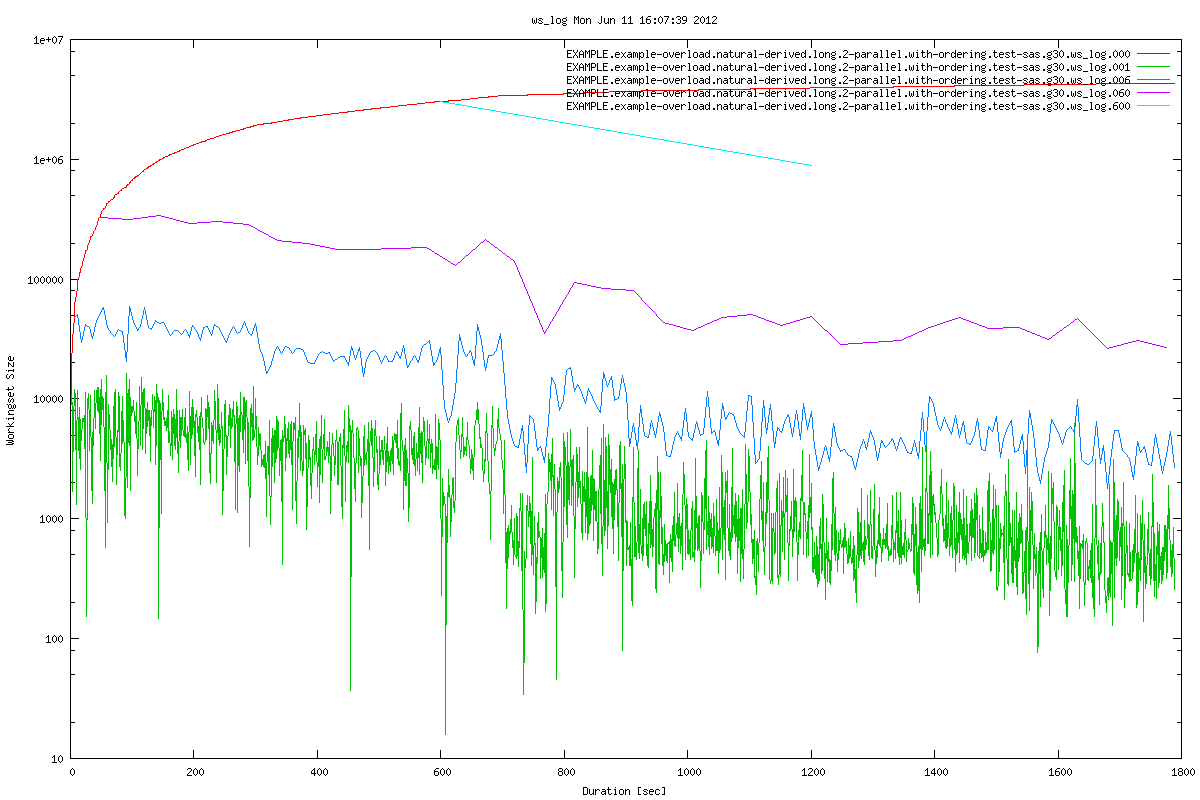 ws_log Mon Jun 11 16:07:39 2012
1e+07
EXAMPLE.example-overload.natural-derived.long.2-parallel.with-ordering.test-sas.g30.ws_log.000
EXAMPLE.example-overload.natural-derived.long.2-parallel.with-ordering.test-sas.g30.ws_log.001
EXAMPLE.example-overload.natural-derived.long.2-parallel.with-ordering.test-sas.g30.ws_log.006
EXAMPLE.example-overload.natural-derived.long.2-parallel.with-ordering.test-sas.g30.ws_log.060
EXAMPLE.example-overload.natural-derived.long.2-parallel.with-ordering.test-sas.g30.ws_log.600
1e+06
100000
Workingset Size
10000
1000
100
10
0 200 400 600 800 1000 1200 1400 1600 1800
Duration [sec]